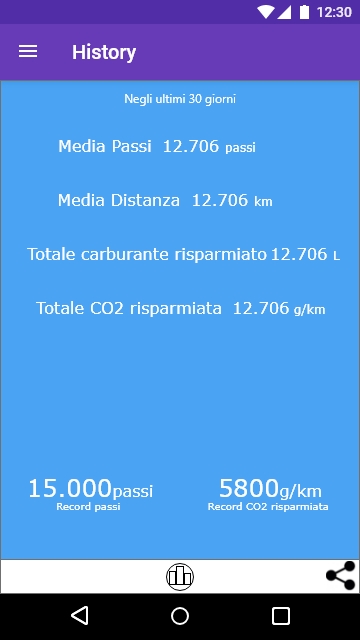 12:30
History
Negli ultimi 30 giorni
Media Passi 12.706 passi
Media Distanza 12.706 km
Totale carburante risparmiato 12.706 L
Totale CO2 risparmiata 12.706 g/km
15.000passi 5800g/km
Record passi Record CO2 risparmiata